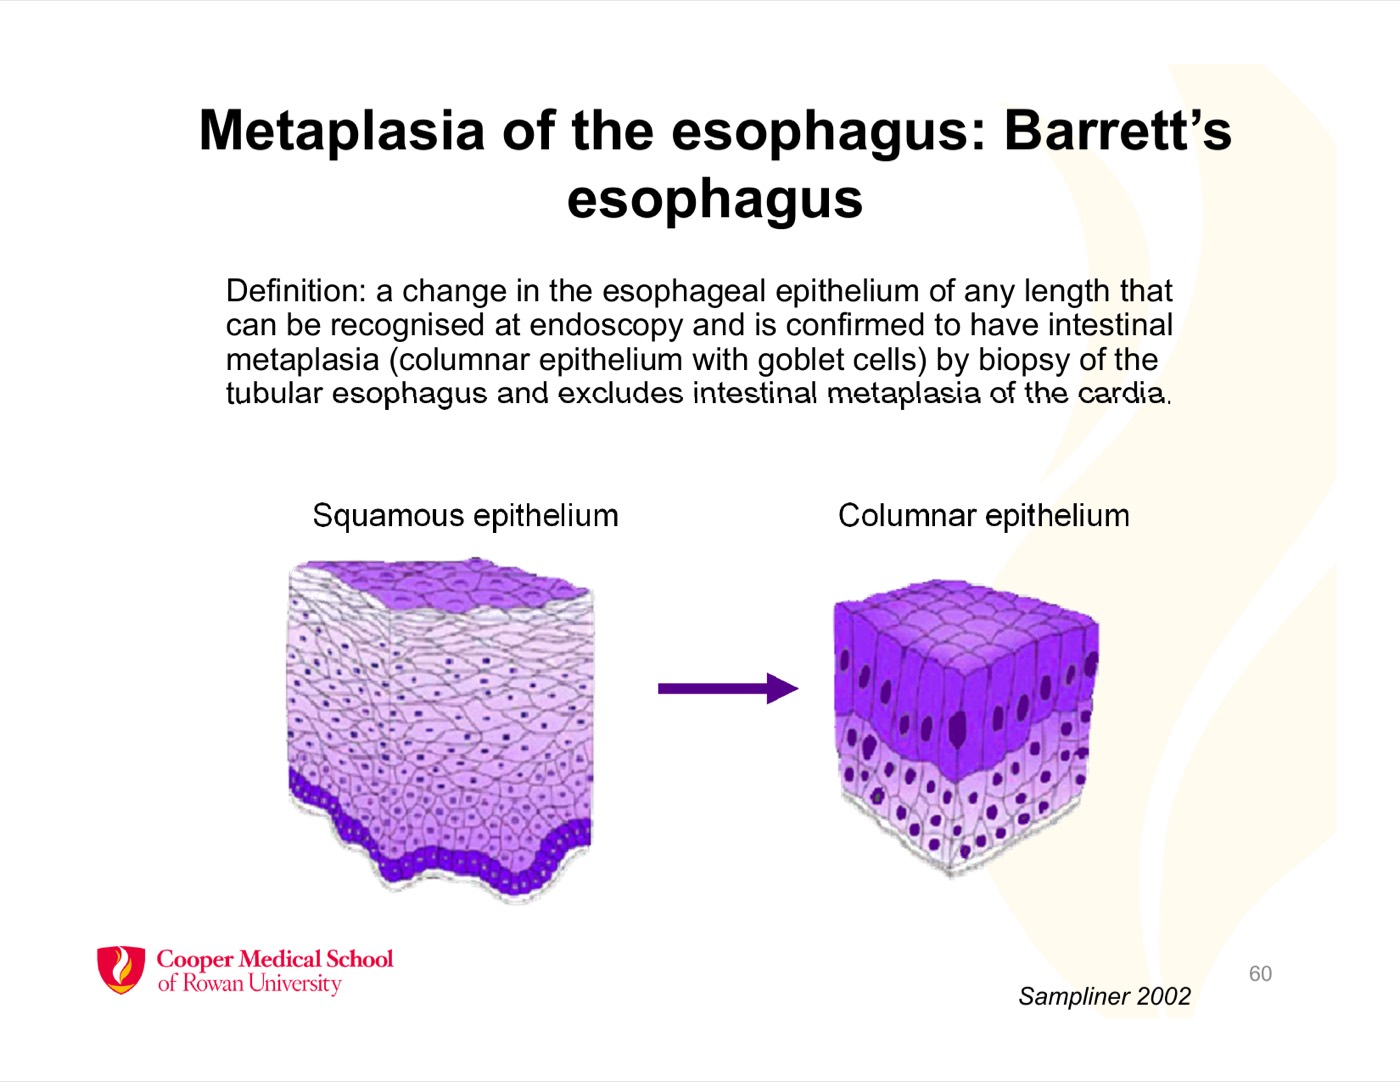 Metaplasia of the esophagus: Barrett’s
esophagus
Definition: a change in the esophageal epithelium of any length that
can be recognised at endoscopy and is confirmed to have intestinal
metaplasia (columnar epithelium with goblet cells) by biopsy of the
tubular esophagus and excludes intestinal metaplasia of the cardia.
Squamous epithelium
Columnar epithelium
Cooper Medical School
of Rowan University
60
Sampliner 2002